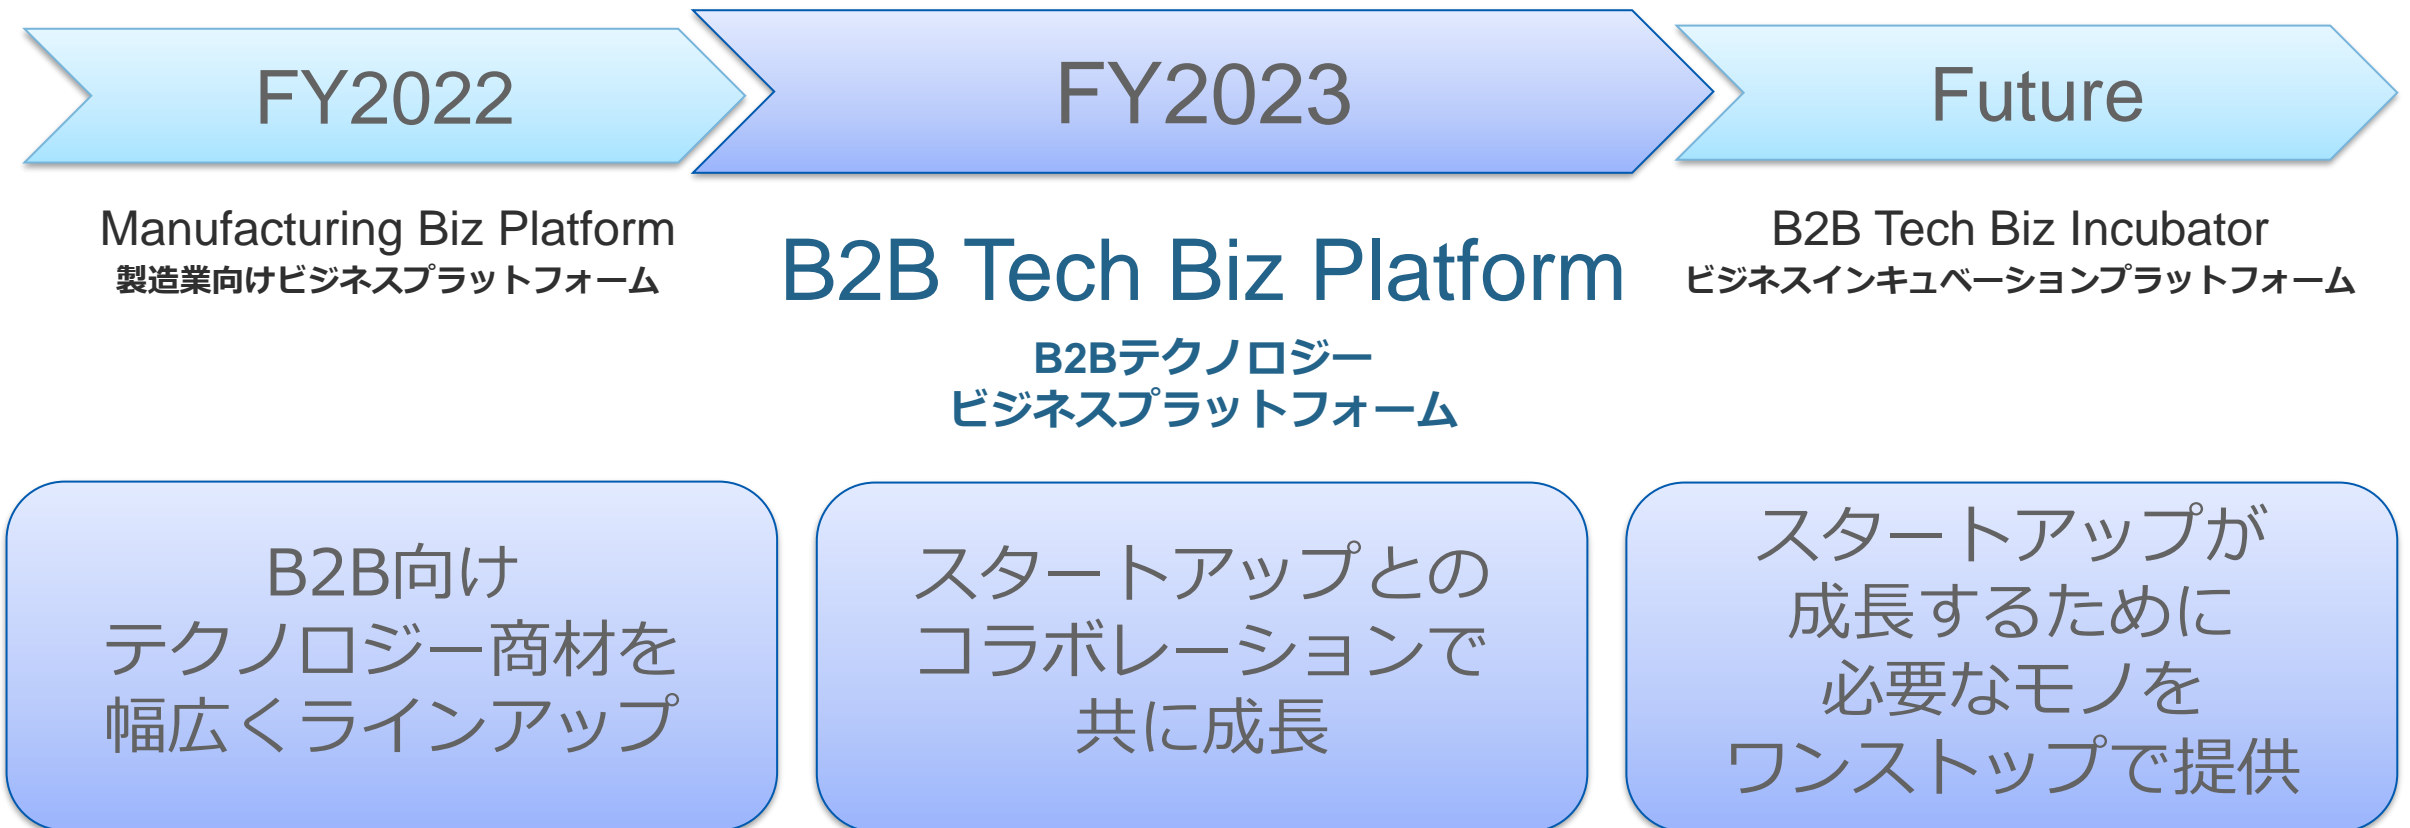 FY2022
FY2023
Future
Manufacturing Biz Platform
製造業向けビジネスプラットフォーム
B2B Tech Biz Platform
B2Bテクノロジー
ビジネスプラットフォーム
B2B Tech Biz Incubator
ビジネスインキュベーションプラットフォーム
B2B向け
テクノロジー商材を
幅広くラインアップ
スタートアップとの
コラボレーションで
共に成長
スタートアップが
成長するために
必要なモノを
ワンストップで提供